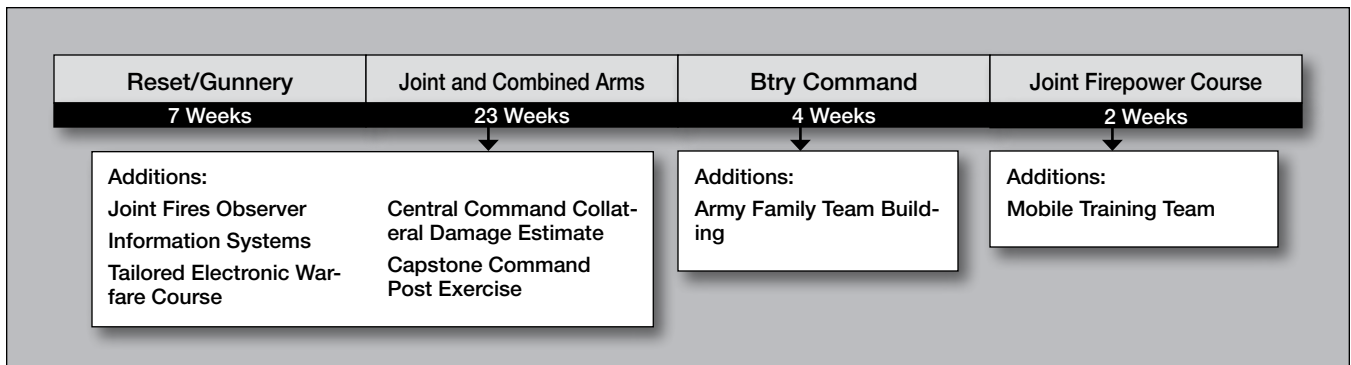 Reset/Gunnery
7 Weeks
Joint and Combined Arms
23 Weeks
Btry Command
4 Weeks
Joint Firepower Course
2 Weeks
Additions:
Joint Fires Observer
Information Systems
Tailored Electronic War-
fare Course
Central Command Collat-
eral Damage Estimate
Capstone Command
Post Exercise
Additions:
Army Family Team Build-
ing
Additions:
Mobile Training Team